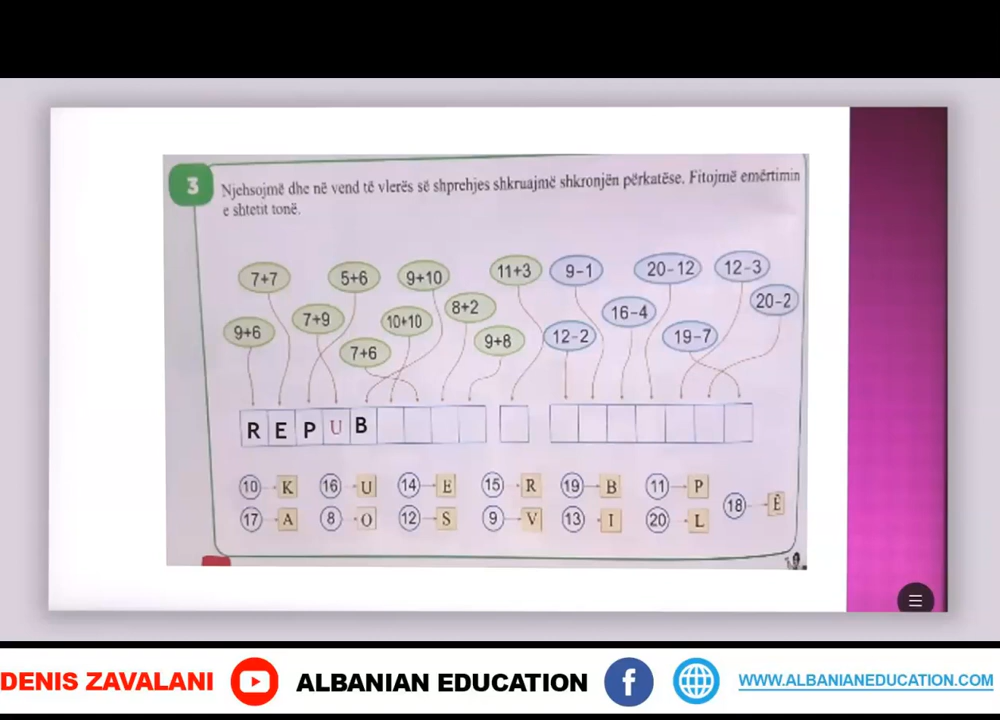 3
Njehsojmë dhe në vend të vlerës së shprehjes shkruajmë shkronjën përkatëse. Fitojmë emërtimin
e shtetit tonë.
7+7 5+6 9+10 11+3 9−1 20−12 12−3
9+6 7+9 10+10 8+2 16−4 20−2
7+6 9+8 12−2 19−7
R E P U B
10 K 16 U 14 E 15 R 19 B 11 P 18 Ë
17 A 8 O 12 S 9 V 13 I 20 L
DENIS ZAVALANI ALBANIAN EDUCATION f WWW.ALBANIANEDUCATION.COM